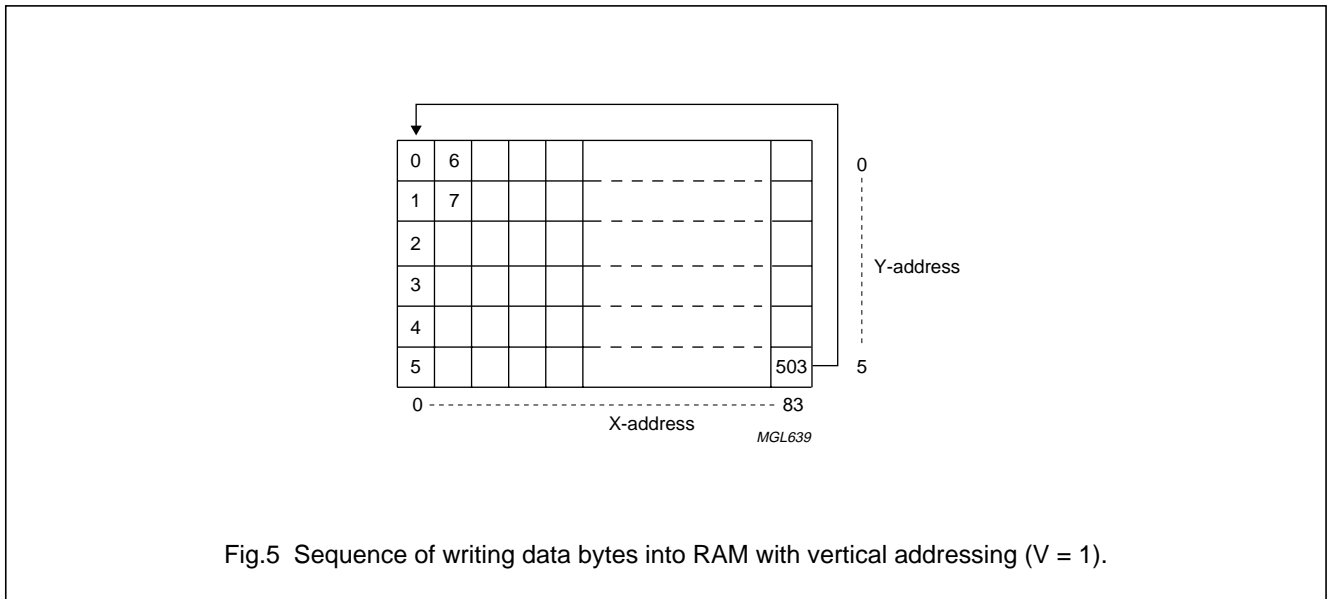 0 6
0
1 7
2
3
Y-address
4
5 503 5
0 83
X-address
MGL639
Fig.5 Sequence of writing data bytes into RAM with vertical addressing (V = 1).